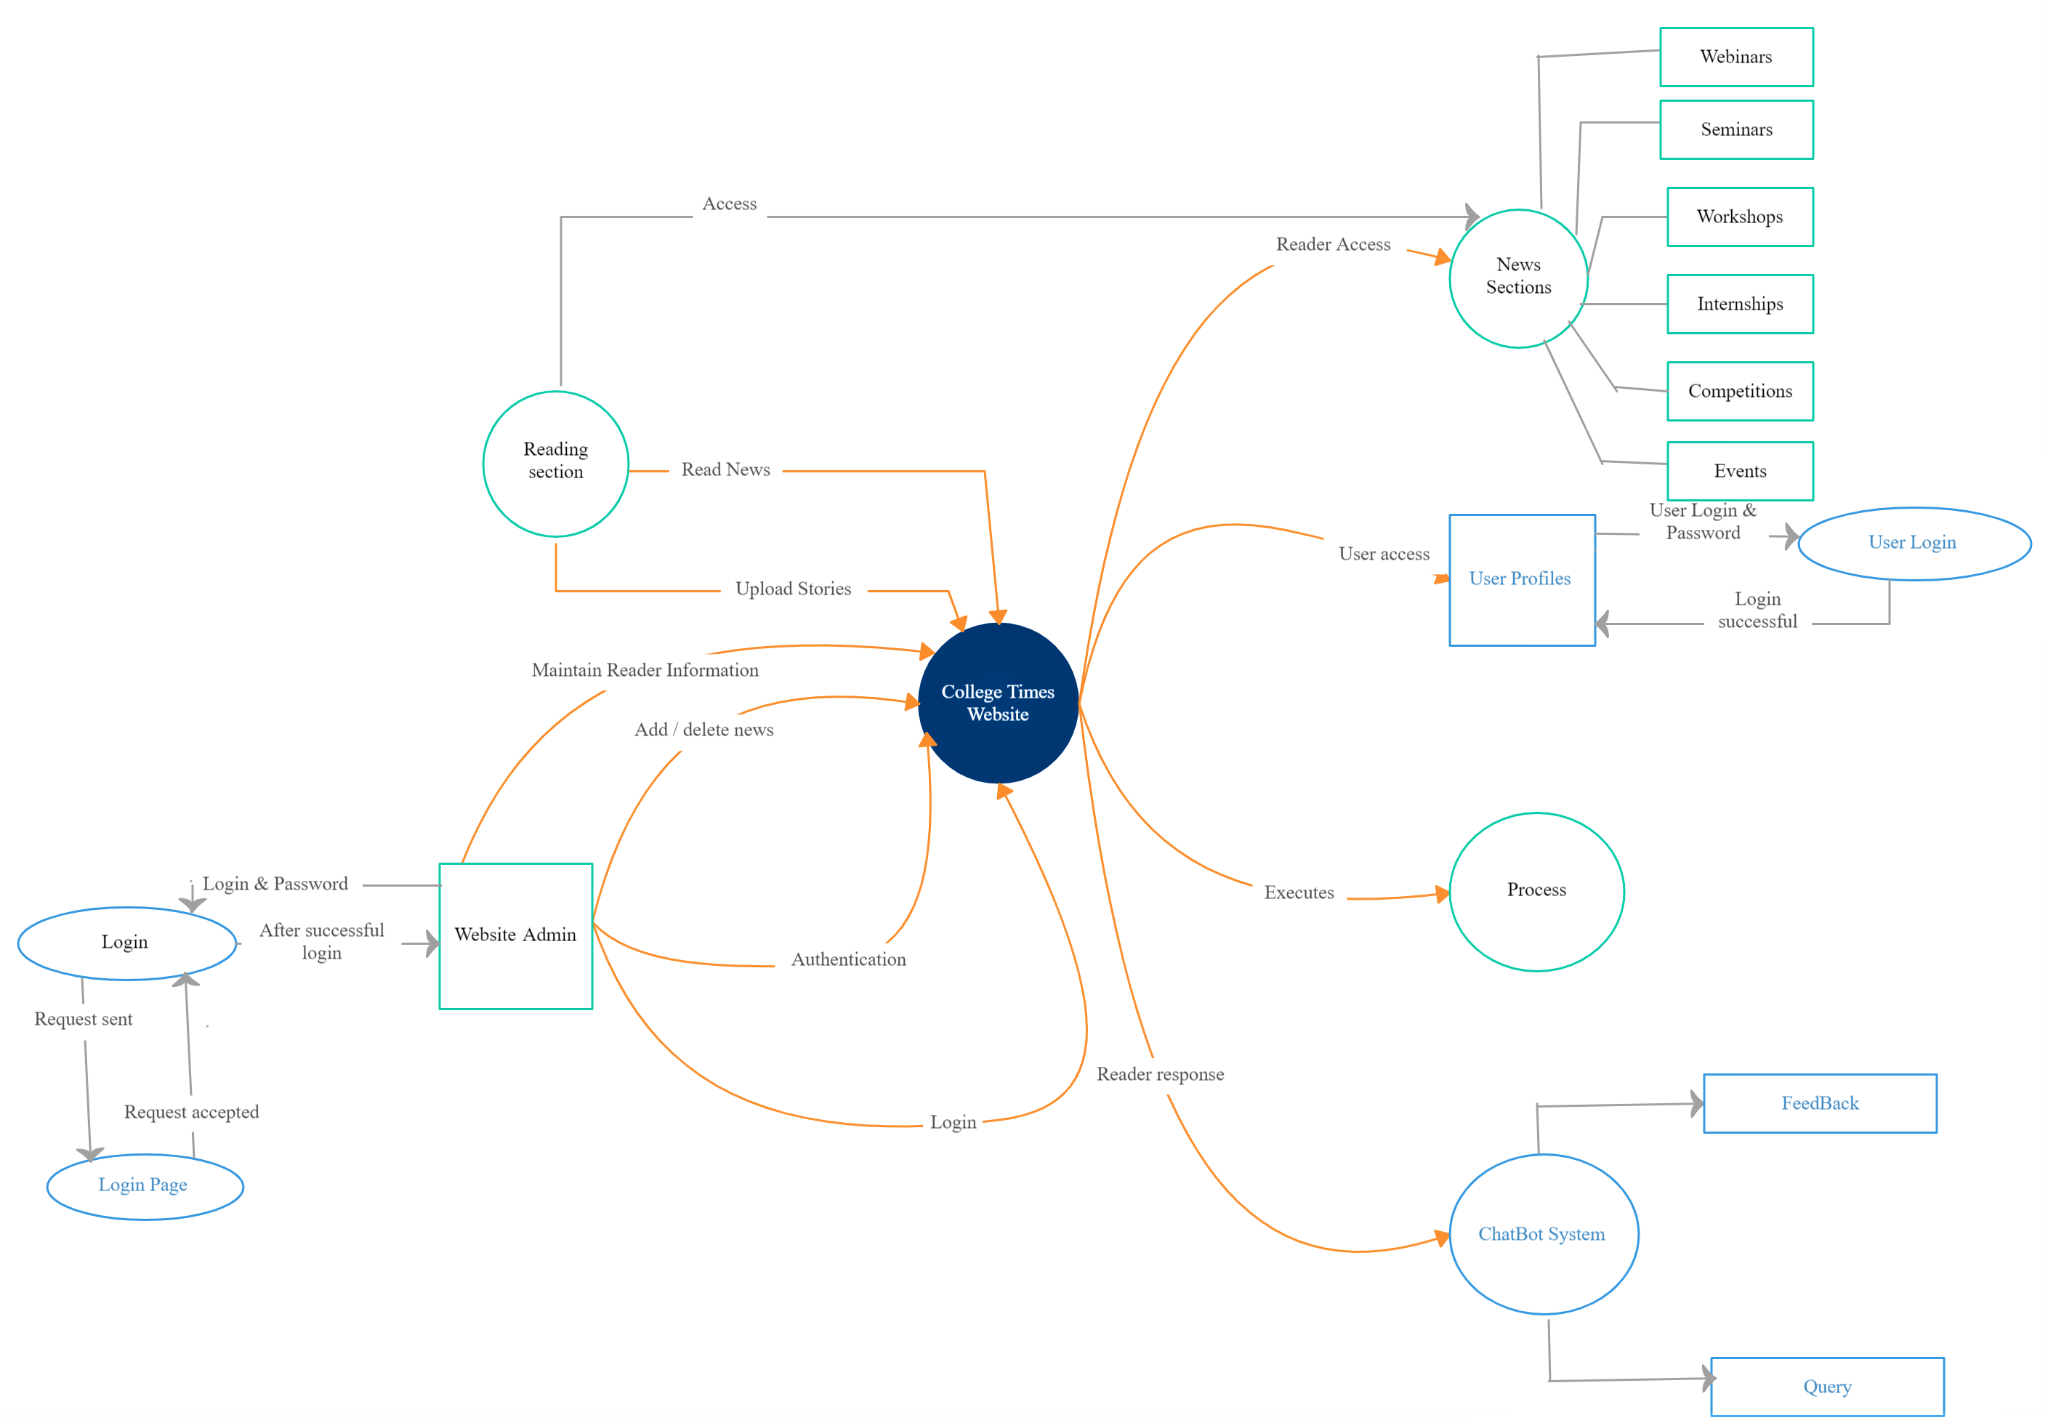 Webinars
Seminars
Access
Workshops
Reader Access
News
Sections
Internships
Competitions
Reading
section
Read News
Events
User Login &
Password
User Login
User access
User Profiles
Upload Stories
Login
successful
Maintain Reader Information
College Times
Website
Add / delete news
Login & Password
Executes
Process
Login
After successful
login
Website Admin
Authentication
Request sent
Reader response
Request accepted
Login
FeedBack
Login Page
ChatBot System
Query